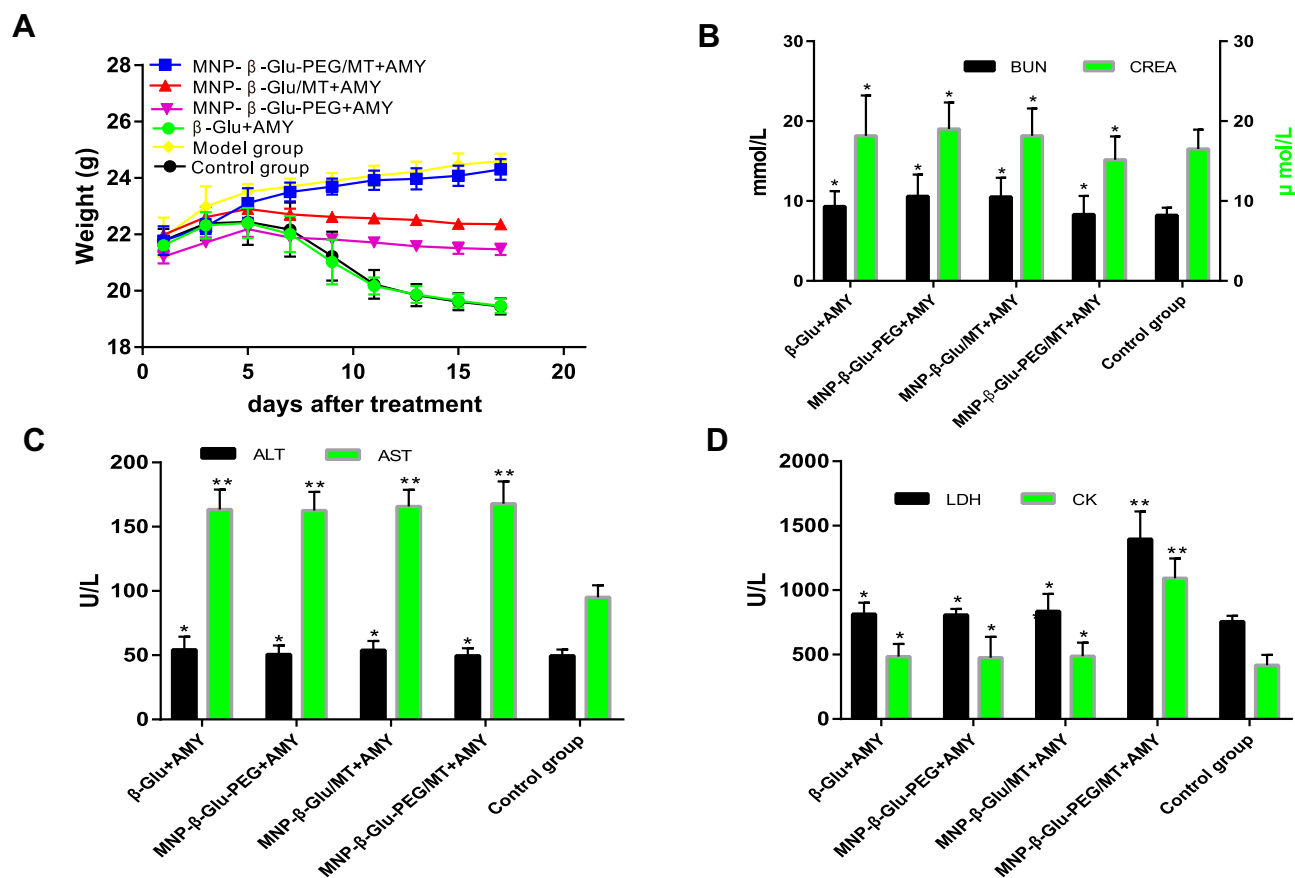 A
28
26
24
22
20
18
Weight (g)
MNP- β-Glu-PEG/MT+AMY
MNP- β-Glu/MT+AMY
MNP- β-Glu-PEG+AMY
β-Glu+AMY
Model group
Control group
0 5 10 15 20
days after treatment
B
30
20
10
0
mmol/L
BUN CREA
* * * *
* * * *
30
20
10
0
μ mol/L
β-Glu+AMY
MNP-β-Glu-PEG+AMY
MNP-β-Glu/MT+AMY
MNP-β-Glu-PEG/MT+AMY
Control group
C
200
150
100
50
0
U/L
ALT AST
** ** ** **
* * * *
β-Glu+AMY
MNP-β-Glu-PEG+AMY
MNP-β-Glu/MT+AMY
MNP-β-Glu-PEG/MT+AMY
Control group
D
2000
1500
1000
500
0
U/L
LDH CK
** **
* * *
* * * *
β-Glu+AMY
MNP-β-Glu-PEG+AMY
MNP-β-Glu/MT+AMY
MNP-β-Glu-PEG/MT+AMY
Control group